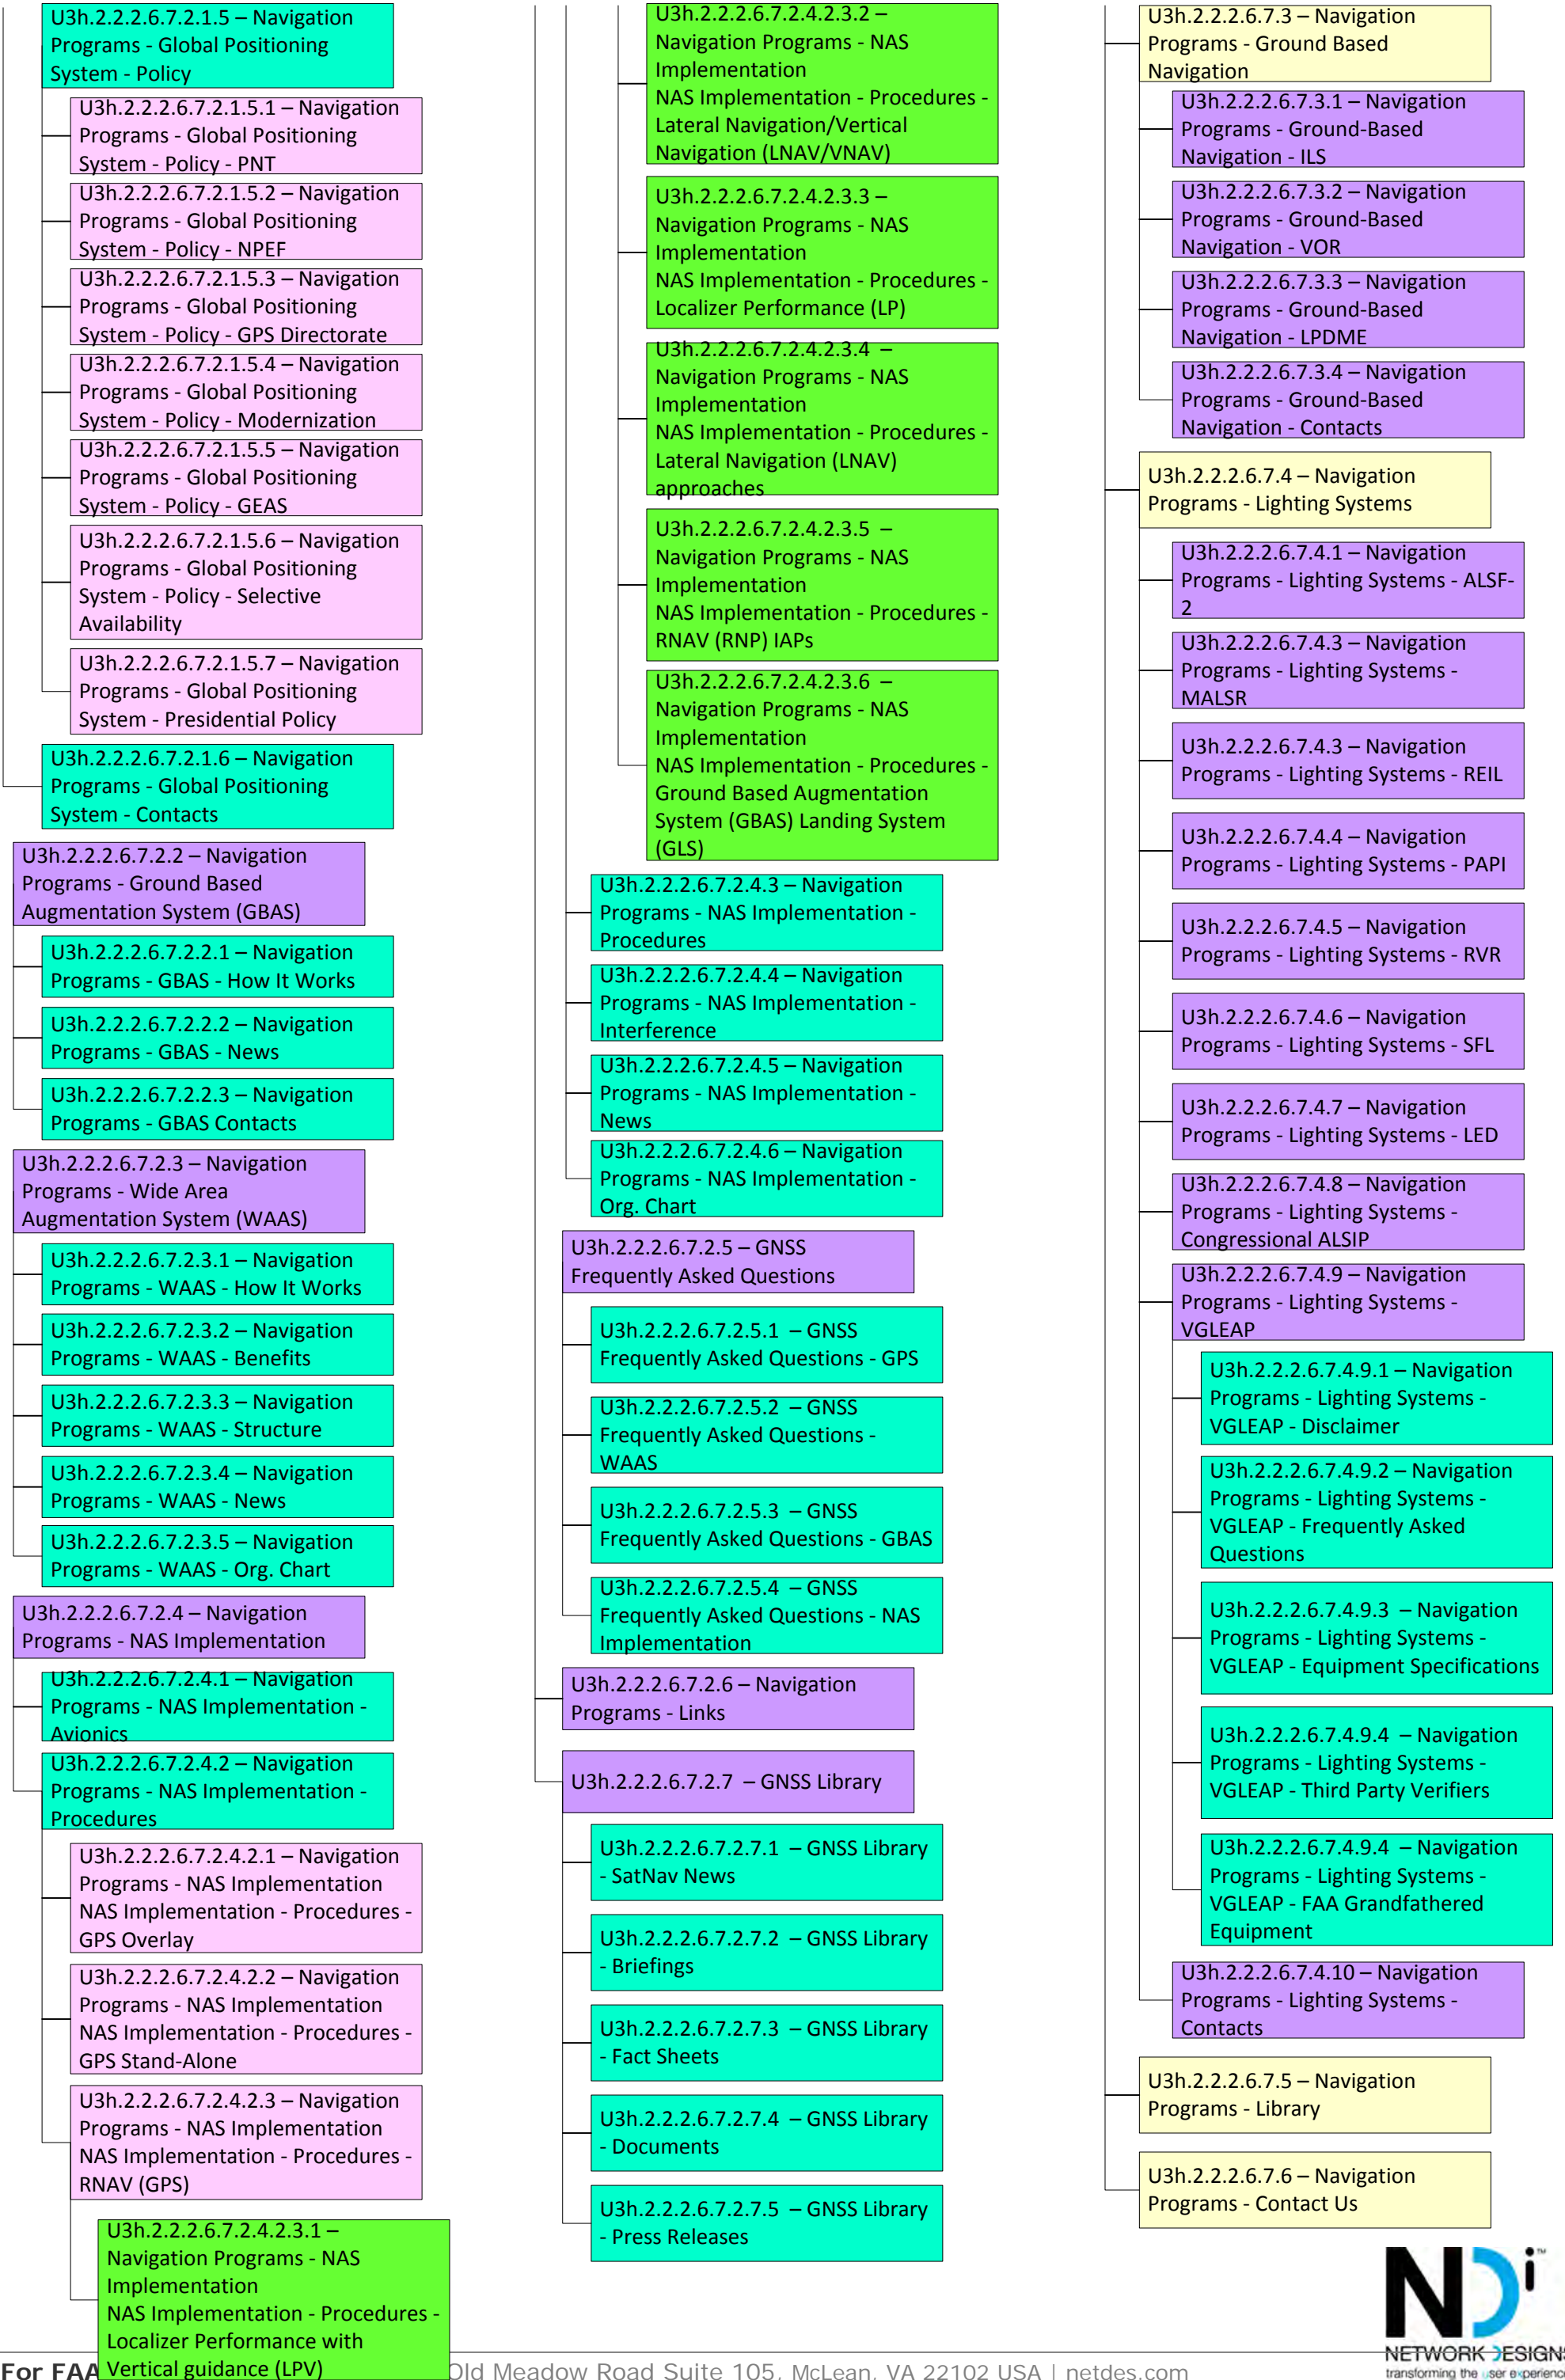 U3h.2.2.2.6.7.2.1.5 – Navigation
Programs - Global Positioning
System - Policy
U3h.2.2.2.6.7.2.1.5.1 – Navigation
Programs - Global Positioning
System - Policy - PNT
U3h.2.2.2.6.7.2.1.5.2 – Navigation
Programs - Global Positioning
System - Policy - NPEF
U3h.2.2.2.6.7.2.1.5.3 – Navigation
Programs - Global Positioning
System - Policy - GPS Directorate
U3h.2.2.2.6.7.2.1.5.4 – Navigation
Programs - Global Positioning
System - Policy - Modernization
U3h.2.2.2.6.7.2.1.5.5 – Navigation
Programs - Global Positioning
System - Policy - GEAS
U3h.2.2.2.6.7.2.1.5.6 – Navigation
Programs - Global Positioning
System - Policy - Selective
Availability
U3h.2.2.2.6.7.2.1.5.7 – Navigation
Programs - Global Positioning
System - Presidential Policy
U3h.2.2.2.6.7.2.1.6 – Navigation
Programs - Global Positioning
System - Contacts
U3h.2.2.2.6.7.2.2 – Navigation
Programs - Ground Based
Augmentation System (GBAS)
U3h.2.2.2.6.7.2.2.1 – Navigation
Programs - GBAS - How It Works
U3h.2.2.2.6.7.2.2.2 – Navigation
Programs - GBAS - News
U3h.2.2.2.6.7.2.2.3 – Navigation
Programs - GBAS Contacts
U3h.2.2.2.6.7.2.3 – Navigation
Programs - Wide Area
Augmentation System (WAAS)
U3h.2.2.2.6.7.2.3.1 – Navigation
Programs - WAAS - How It Works
U3h.2.2.2.6.7.2.3.2 – Navigation
Programs - WAAS - Benefits
U3h.2.2.2.6.7.2.3.3 – Navigation
Programs - WAAS - Structure
U3h.2.2.2.6.7.2.3.4 – Navigation
Programs - WAAS - News
U3h.2.2.2.6.7.2.3.5 – Navigation
Programs - WAAS - Org. Chart
U3h.2.2.2.6.7.2.4 – Navigation
Programs - NAS Implementation
U3h.2.2.2.6.7.2.4.1 – Navigation
Programs - NAS Implementation -
Avionics
U3h.2.2.2.6.7.2.4.2 – Navigation
Programs - NAS Implementation -
Procedures
U3h.2.2.2.6.7.2.4.2.1 – Navigation
Programs - NAS Implementation
NAS Implementation - Procedures -
GPS Overlay
U3h.2.2.2.6.7.2.4.2.2 – Navigation
Programs - NAS Implementation
NAS Implementation - Procedures -
GPS Stand-Alone
U3h.2.2.2.6.7.2.4.2.3 – Navigation
Programs - NAS Implementation
NAS Implementation - Procedures -
RNAV (GPS)
U3h.2.2.2.6.7.2.4.2.3.1 –
Navigation Programs - NAS
Implementation
NAS Implementation - Procedures -
Localizer Performance with
Vertical guidance (LPV)
U3h.2.2.2.6.7.2.4.2.3.2 –
Navigation Programs - NAS
Implementation
NAS Implementation - Procedures -
Lateral Navigation/Vertical
Navigation (LNAV/VNAV)
U3h.2.2.2.6.7.2.4.2.3.3 –
Navigation Programs - NAS
Implementation
NAS Implementation - Procedures -
Localizer Performance (LP)
U3h.2.2.2.6.7.2.4.2.3.4 –
Navigation Programs - NAS
Implementation
NAS Implementation - Procedures -
Lateral Navigation (LNAV)
approaches
U3h.2.2.2.6.7.2.4.2.3.5 –
Navigation Programs - NAS
Implementation
NAS Implementation - Procedures -
RNAV (RNP) IAPs
U3h.2.2.2.6.7.2.4.2.3.6 –
Navigation Programs - NAS
Implementation
NAS Implementation - Procedures -
Ground Based Augmentation
System (GBAS) Landing System
(GLS)
U3h.2.2.2.6.7.2.4.3 – Navigation
Programs - NAS Implementation -
Procedures
U3h.2.2.2.6.7.2.4.4 – Navigation
Programs - NAS Implementation -
Interference
U3h.2.2.2.6.7.2.4.5 – Navigation
Programs - NAS Implementation -
News
U3h.2.2.2.6.7.2.4.6 – Navigation
Programs - NAS Implementation -
Org. Chart
U3h.2.2.2.6.7.2.5 – GNSS
Frequently Asked Questions
U3h.2.2.2.6.7.2.5.1 – GNSS
Frequently Asked Questions - GPS
U3h.2.2.2.6.7.2.5.2 – GNSS
Frequently Asked Questions -
WAAS
U3h.2.2.2.6.7.2.5.3 – GNSS
Frequently Asked Questions - GBAS
U3h.2.2.2.6.7.2.5.4 – GNSS
Frequently Asked Questions - NAS
Implementation
U3h.2.2.2.6.7.2.6 – Navigation
Programs - Links
U3h.2.2.2.6.7.2.7 – GNSS Library
U3h.2.2.2.6.7.2.7.1 – GNSS Library
- SatNav News
U3h.2.2.2.6.7.2.7.2 – GNSS Library
- Briefings
U3h.2.2.2.6.7.2.7.3 – GNSS Library
- Fact Sheets
U3h.2.2.2.6.7.2.7.4 – GNSS Library
- Documents
U3h.2.2.2.6.7.2.7.5 – GNSS Library
- Press Releases
U3h.2.2.2.6.7.3 – Navigation
Programs - Ground Based
Navigation
U3h.2.2.2.6.7.3.1 – Navigation
Programs - Ground-Based
Navigation - ILS
U3h.2.2.2.6.7.3.2 – Navigation
Programs - Ground-Based
Navigation - VOR
U3h.2.2.2.6.7.3.3 – Navigation
Programs - Ground-Based
Navigation - LPDME
U3h.2.2.2.6.7.3.4 – Navigation
Programs - Ground-Based
Navigation - Contacts
U3h.2.2.2.6.7.4 – Navigation
Programs - Lighting Systems
U3h.2.2.2.6.7.4.1 – Navigation
Programs - Lighting Systems - ALSF-
2
U3h.2.2.2.6.7.4.3 – Navigation
Programs - Lighting Systems -
MALSR
U3h.2.2.2.6.7.4.3 – Navigation
Programs - Lighting Systems - REIL
U3h.2.2.2.6.7.4.4 – Navigation
Programs - Lighting Systems - PAPI
U3h.2.2.2.6.7.4.5 – Navigation
Programs - Lighting Systems - RVR
U3h.2.2.2.6.7.4.6 – Navigation
Programs - Lighting Systems - SFL
U3h.2.2.2.6.7.4.7 – Navigation
Programs - Lighting Systems - LED
U3h.2.2.2.6.7.4.8 – Navigation
Programs - Lighting Systems -
Congressional ALSIP
U3h.2.2.2.6.7.4.9 – Navigation
Programs - Lighting Systems -
VGLEAP
U3h.2.2.2.6.7.4.9.1 – Navigation
Programs - Lighting Systems -
VGLEAP - Disclaimer
U3h.2.2.2.6.7.4.9.2 – Navigation
Programs - Lighting Systems -
VGLEAP - Frequently Asked
Questions
U3h.2.2.2.6.7.4.9.3 – Navigation
Programs - Lighting Systems -
VGLEAP - Equipment Specifications
U3h.2.2.2.6.7.4.9.4 – Navigation
Programs - Lighting Systems -
VGLEAP - Third Party Verifiers
U3h.2.2.2.6.7.4.9.4 – Navigation
Programs - Lighting Systems -
VGLEAP - FAA Grandfathered
Equipment
U3h.2.2.2.6.7.4.10 – Navigation
Programs - Lighting Systems -
Contacts
U3h.2.2.2.6.7.5 – Navigation
Programs - Library
U3h.2.2.2.6.7.6 – Navigation
Programs - Contact Us
NDi™
NETWORK DESIGN
transforming the user experience
For FAA Old Meadow Road Suite 105, McLean, VA 22102 USA | netdes.com